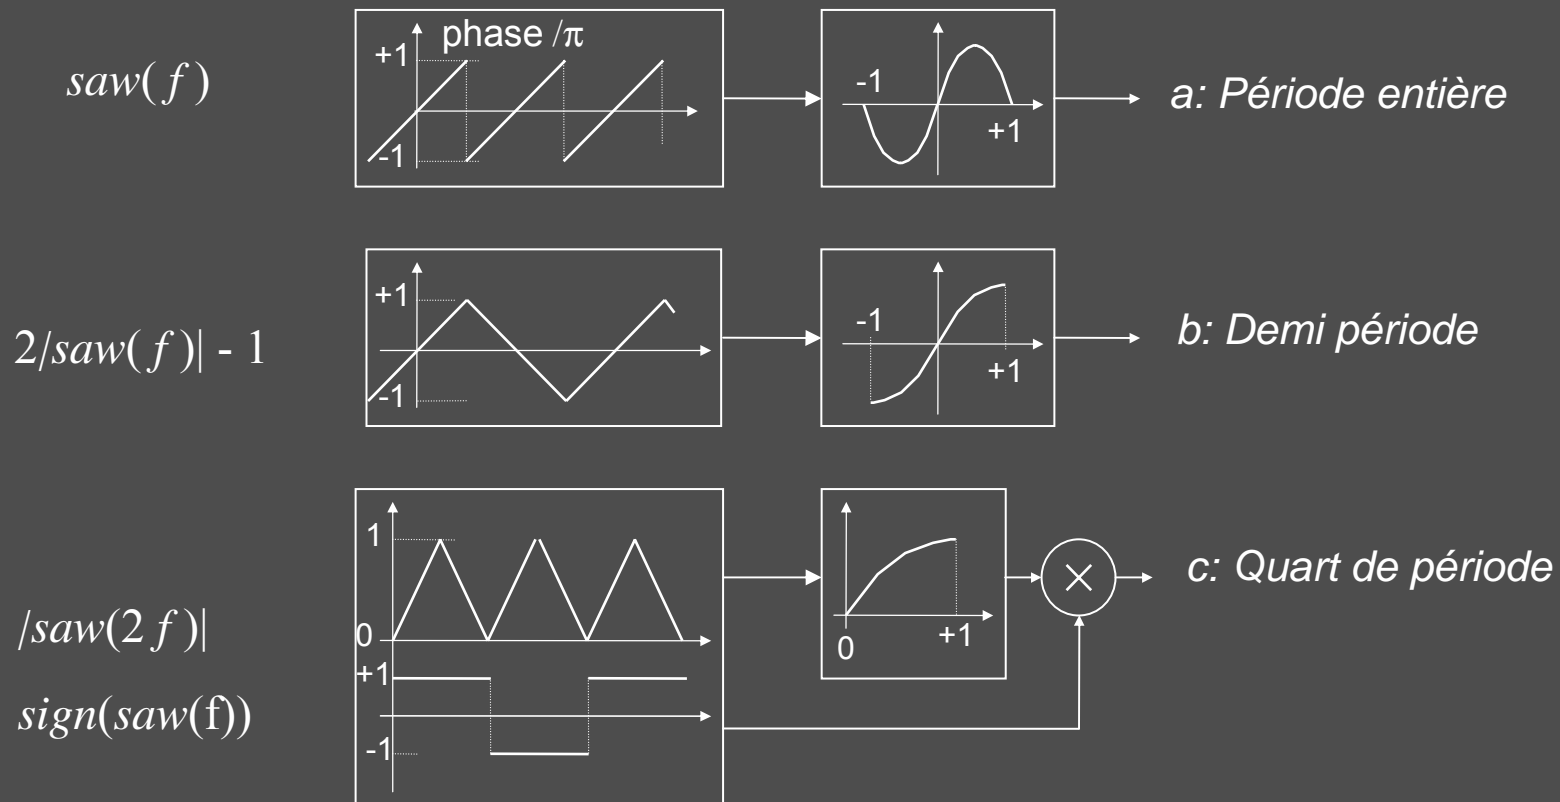 saw(f)
phase /π
+1
-1
-1
+1
a: Période entière
2/saw(f)| - 1
+1
-1
-1
+1
b: Demi période
/saw(2f)|
sign(saw(f))
1
0
+1
-1
0
+1
×
c: Quart de période